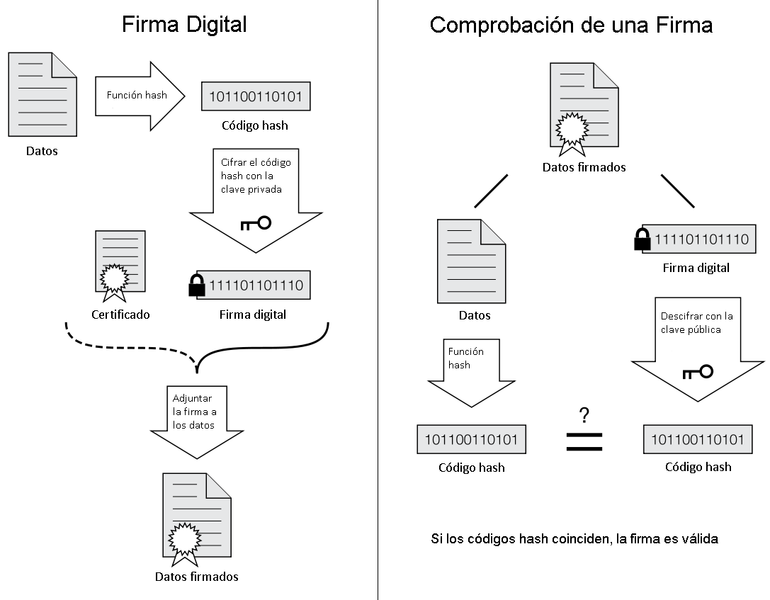 Firma Digital
Función hash
101100110101
Datos
Código hash
Cifrar el código
hash con la
clave privada
111101101110
Certificado
Firma digital
Adjuntar
la firma a
los datos
Datos firmados
Comprobación de una Firma
Datos firmados
111101101110
Firma digital
Datos
Descifrar con la
clave pública
Función
hash
?
101100110101
101100110101
Código hash
Código hash
Si los códigos hash coinciden, la firma es válida